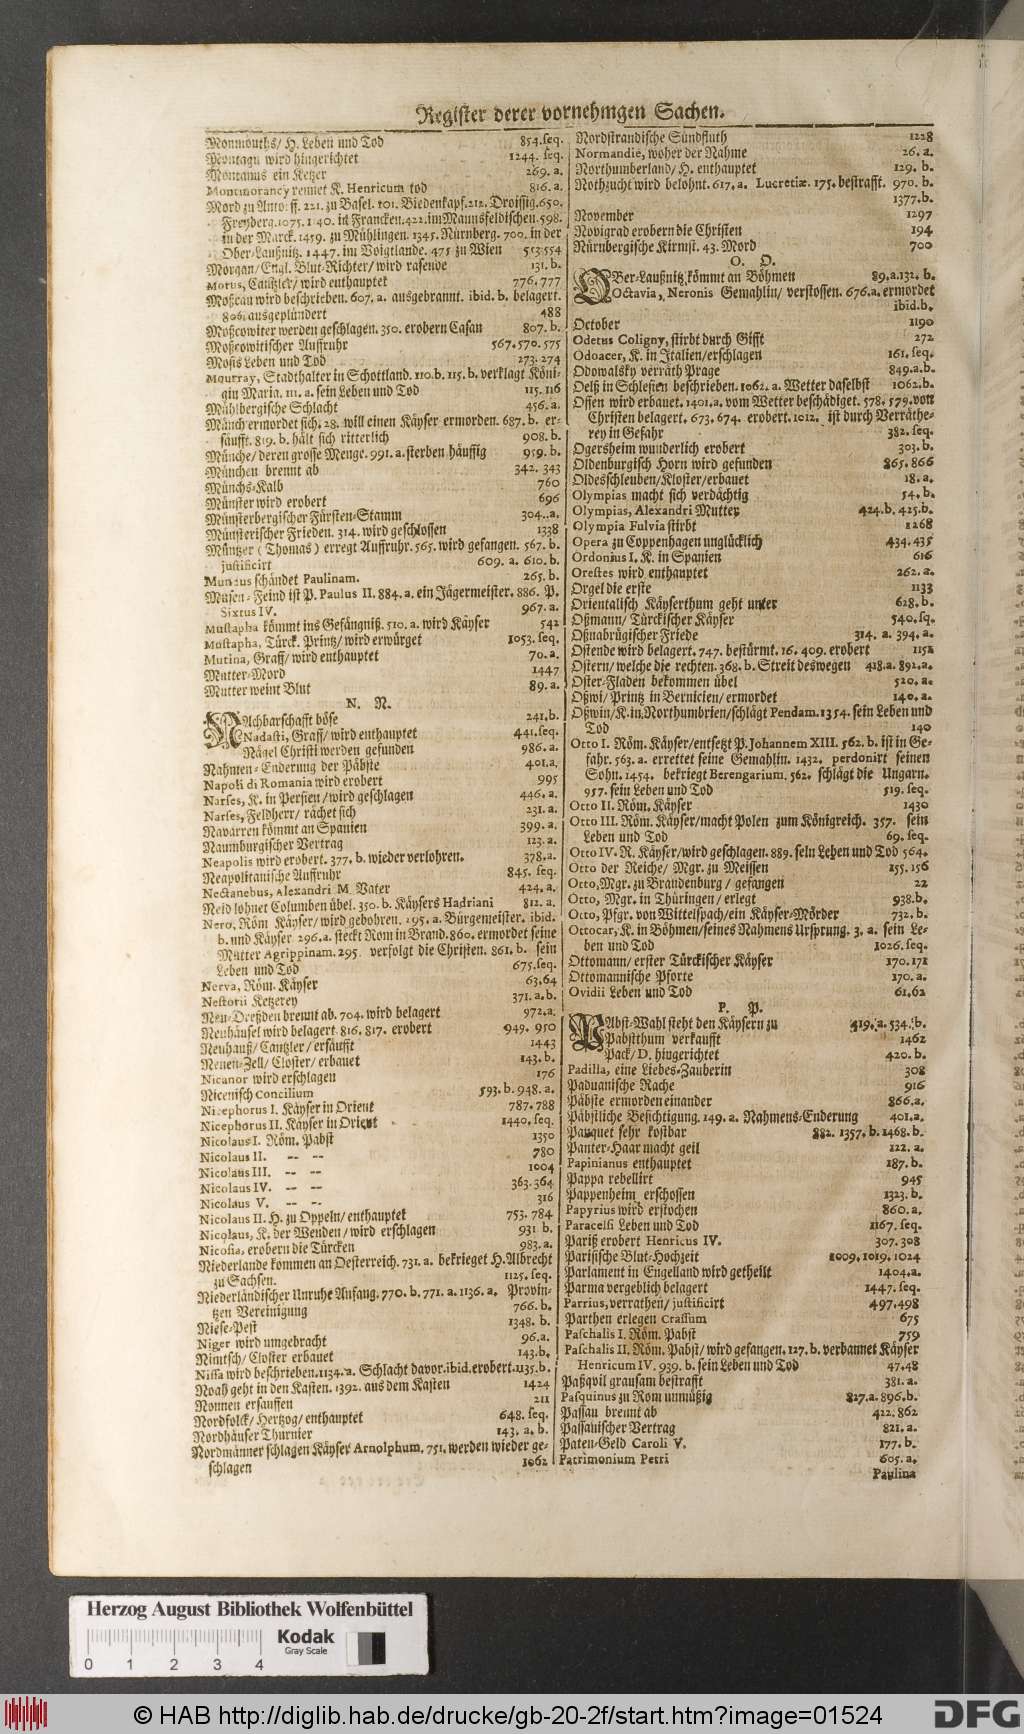 Register derer vornehmgen Sachen.
Monmouths/ H. Leben und Tod 854.seq.
Montagu wird hingerichtet 1244. seq.
Montanus ein Ketzer 269. a.
Montmorancy rennet K. Henricum tod 816. a.
Mord zu Antorff. 221. zu Basel. 101. Biedenkapf. 212. Droissig. 650.
Freyberg. 1075. 1140. in Francken. 422. im Mannsfeldischen. 598.
in der Marck. 1459. zu Mühlingen. 1345. Nürnberg. 700. in der
Ober-Laußnitz. 1447. im Voigtlande. 475 zu Wien 553.554
Morgan/ Engl. Blut-Richter/ wird rasende 131. b.
Morus, Cantzler/ wird enthauptet 776. 777
Moßcau wird beschrieben. 607. a. ausgebrannt. ibid. b. belagert.
806. ausgeplündert 488
Moßcowiter werden geschlagen. 350. erobern Casan 807. b.
Moßcowitischer Auffruhr 567. 570. 575
Mosis Leben und Tod 273. 274
Mourray, Stadthalter in Schottland. 110. b. 115. b. verklagt Köni-
gin Maria. 111. a. sein Leben und Tod 115. 116
Mühlbergische Schlacht 456. a.
Münch ermordet sich. 28. will einen Käyser ermorden. 687. b. er-
säufft. 819. b. hält sich ritterlich 908. b.
Münche/ deren grosse Menge. 991. a. sterben häuffig 959. b.
München brennt ab 342. 343
Münchs-Kalb 760
Münster wird erobert 696
Münsterbergischer Fürsten-Stamm 304. a.
Münsterischer Frieden. 314. wird geschlossen 1338
Müntzer (Thomas) erregt Auffruhr. 565. wird gefangen. 567. b.
justificirt 609. a. 610. b.
Mundus schändet Paulinam. 265. b.
Musen-Feind ist P. Paulus II. 884. a. ein Jägermeister. 886. P.
Sixtus IV. 967. a.
Mustapha kömmt ins Gefängniß. 510. a. wird Käyser 542
Mustapha, Türck. Printz/ wird erwürget 1053. seq.
Mutina, Graff/ wird enthauptet 70. a.
Mutter-Mord 1447
Mutter weint Blut 89. a.
N. N.
NAchbarschafft böse 241. b.
Nadasti, Graff/ wird enthauptet 441. seq.
Nägel Christi werden gefunden 986. a.
Nahmen-Enderung der Päbste 401. a.
Napoli di Romania wird erobert 995
Narses, K. in Persien/ wird geschlagen 446. a.
Narses, Feldherr/ rächet sich 231. a.
Navarren kömmt an Spanien 399. a.
Naumburgischer Vertrag 123. a.
Neapolis wird erobert. 377. b. wieder verlohren. 378. a.
Neapolitanische Auffruhr 845. seq.
Nectanebus, Alexandri M. Vater 424. a.
Neid lohnet Columben übel. 350. b. Käysers Hadriani 812. a.
Nero, Röm. Käyser/ wird gebohren. 195. a. Bürgemeister. ibid.
b. und Käyser 296. a. steckt Rom in Brand. 860. ermordet seine
Mutter Agrippinam. 295. verfolgt die Christen. 861. b. sein
Leben und Tod 675. seq.
Nerva, Röm. Käyser 63.64
Nestorii Ketzerey 371. a. b.
Neu-Dreßden brennt ab. 704. wird belagert 972. a.
Neuhäusel wird belagert. 816. 817. erobert 949. 950
Neuhauß/ Cantzler/ ersäufft 1443
Neuen-Zell/ Closter/ erbauet 143. b.
Nicanor wird erschlagen 176
Nicenisch Concilium 593. b. 948. a.
Nicephorus I. Käyser in Orient 787. 788
Nicephorus II. Käyser in Orient 1440. seq.
Nicolaus I. Röm. Pabst 1350
Nicolaus II. -- -- 780
Nicolaus III. -- -- 1004
Nicolaus IV. -- -- 363. 364
Nicolaus V. -- -- 316
Nicolaus II. H. zu Oppeln/ enthauptet 753. 784
Nicolaus, K. der Wenden/ wird erschlagen 931. b.
Nicosia, erobern die Türcken 983. a.
Niederlande kommen an Oesterreich. 731. a. bekrieget H. Albrecht
zu Sachsen. 1125. seq.
Niederländischer Unruhe Anfang. 770. b. 771. a. 1136. a. Provin-
tzen Vereinigung 766. b.
Niese-Pest 1348. b.
Niger wird umgebracht 96. a.
Nimtsch/ Closter erbauet 143. b.
Nissa wird beschrieben. 1134. a. Schlacht davor. ibid. erobert. 1135. b.
Noah geht in den Kasten. 1392. aus dem Kasten 1424
Nonnen ersauffen 211
Nordfolck/ Hertzog/ enthauptet 648. seq.
Nordhäuser Thurnier 143. a. b.
Nordmänner schlagen Käyser Arnolphum. 751. werden wieder ge-
schlagen 1062
Nordstrandische Sündfluth 1228
Normandie, woher der Nahme 26. a.
Northumberland/ H. enthauptet 129. b.
Nothzucht wird belohnt. 617. a. Lucretiæ. 175. bestrafft. 970. b.
1377. b.
November 1297
Novigrad erobern die Christen 194
Nürnbergische Kirmst. 43. Mord 700
O. O.
OBer-Laußnitz kömmt an Böhmen 89. a. 132. b.
Octavia, Neronis Gemahlin/ verstossen. 676. a. ermordet
ibid. b.
October 1190
Odetus Coligny, stirbt durch Gifft 272
Odoacer, K. in Italien/ erschlagen 161. seq.
Odowalsky verräth Prage 849. a. b.
Oelß in Schlesien beschrieben. 1062. a. Wetter daselbst 1062. b.
Offen wird erbauet. 1401. a. vom Wetter beschädiget. 578. 579. von
Christen belagert. 673. 674. erobert. 1012. ist durch Verräthe-
rey in Gefahr 382. seq.
Ogersheim wunderlich erobert 303. b.
Oldenburgisch Horn wird gefunden 865. 866
Oldesschleuben/ Kloster/ erbauet 18. a.
Olympias macht sich verdächtig 54. b.
Olympias, Alexandri Mutter 424. b. 425. b.
Olympia Fulvia stirbt 1268
Opera zu Coppenhagen unglücklich 434. 435
Ordonius I. K. in Spanien 616
Orestes wird enthauptet 262. a.
Orgel die erste 1133
Orientalisch Käyserthum geht unter 628. b.
Oßmann/ Türckischer Käyser 540. sq.
Oßnabrügischer Friede 314. a. 394. a.
Ostende wird belagert. 747. bestürmt. 16. 409. erobert 1152
Ostern/ welche die rechten. 368. b. Streit deswegen 418. a. 892. a.
Oster-Fladen bekommen übel 520. a.
Oßwi/ Printz in Bernicien/ ermordet 140. a.
Oßwin/ K. in Northumbrien/ schlägt Pendam. 1354. sein Leben und
Tod 140
Otto I. Röm. Käyser/ entsetzt P. Johannem XIII. 562. b. ist in Ge-
fahr. 563. a. errettet seine Gemahlin. 1432. perdonirt seinen
Sohn. 1454. bekriegt Berengarium. 562. schlägt die Ungarn.
957. sein Leben und Tod 519. seq.
Otto II. Röm. Käyser 1430
Otto III. Röm. Käyser/ macht Polen zum Königreich. 357. sein
Leben und Tod 69. seq.
Otto IV. R. Käyser/ wird geschlagen. 889. sein Leben und Tod 564.
Otto der Reiche/ Mgr. zu Meissen 155. 156
Otto, Mgr. zu Brandenburg/ gefangen 22
Otto, Mgr. in Thüringen/ erlegt 938. b.
Otto, Pfgr. von Wittelspach/ ein Käyser-Mörder 732. b.
Ottocar, K. in Böhmen/ seines Nahmens Ursprung. 3. a. sein Le-
ben und Tod 1026. seq.
Ottomann/ erster Türckischer Käyser 170. 171
Ottomannische Pforte 170. a.
Ovidii Leben und Tod 61. 62
P. P.
PAbst-Wahl steht den Käysern zu 419. a. 534. b.
Pabstthum verkaufft 1462
Pack/ D. hingerichtet 420. b.
Padilla, eine Liebes-Zauberin 308
Paduanische Rache 916
Päbste ermorden einander 866. a.
Päbstliche Besichtigung. 149. a. Nahmens-Enderung 401. a.
Panquet sehr kostbar 882. 1357. b. 1468. b.
Panter-Haar macht geil 122. a.
Papinianus enthauptet 187. b.
Pappa rebellirt 945
Pappenheim erschossen 1323. b.
Papyrius wird erstochen 860. a.
Paracelsi Leben und Tod 1167. seq.
Pariß erobert Henricus IV. 307. 308
Parisische Blut-Hochzeit 1009. 1019. 1024
Parlament in Engelland wird getheilt 1404. a.
Parma vergeblich belagert 1447. seq.
Parrius, verrathen/ justificirt 497. 498
Parthen erlegen Crassum 675
Paschalis I. Röm. Pabst 759
Paschalis II. Röm. Pabst/ wird gefangen. 127. b. verbannet Käyser
Henricum IV. 939. b. sein Leben und Tod 47. 48
Paßqvil grausam bestrafft 381. a.
Pasquinus zu Rom unmüßig 827. a. 896. b.
Passau brennt ab 422. 862
Passauischer Vertrag 821. a.
Paten-Geld Caroli V. 177. b.
Patrimonium Petri 605. a.
Paulina
Herzog August Bibliothek Wolfenbüttel
Kodak
Gray Scale
0 1 2 3 4
© HAB http://diglib.hab.de/drucke/gb-20-2f/start.htm?image=01524
DFG